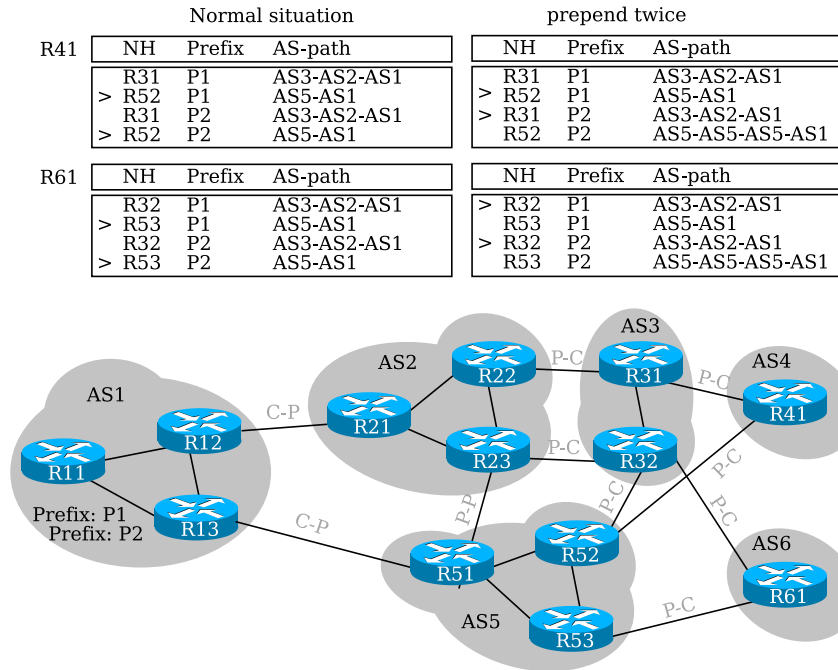 Normal situation
prepend twice
R41
NH Prefix AS-path
R31 P1 AS3-AS2-AS1
> R52 P1 AS5-AS1
R31 P2 AS3-AS2-AS1
> R52 P2 AS5-AS1
NH Prefix AS-path
R31 P1 AS3-AS2-AS1
> R52 P1 AS5-AS1
> R31 P2 AS3-AS2-AS1
R52 P2 AS5-AS5-AS5-AS1
R61
NH Prefix AS-path
R32 P1 AS3-AS2-AS1
> R53 P1 AS5-AS1
R32 P2 AS3-AS2-AS1
> R53 P2 AS5-AS1
NH Prefix AS-path
> R32 P1 AS3-AS2-AS1
R53 P1 AS5-AS1
> R32 P2 AS3-AS2-AS1
R53 P2 AS5-AS5-AS5-AS1
AS1
R11
R12
R13
Prefix: P1
Prefix: P2
C-P
C-P
AS2
R21
R22
R23
P-C
P-C
P-P
AS3
R31
R32
P-C
P-C
P-C
P-C
AS4
R41
AS5
R51
R52
R53
P-C
AS6
R61